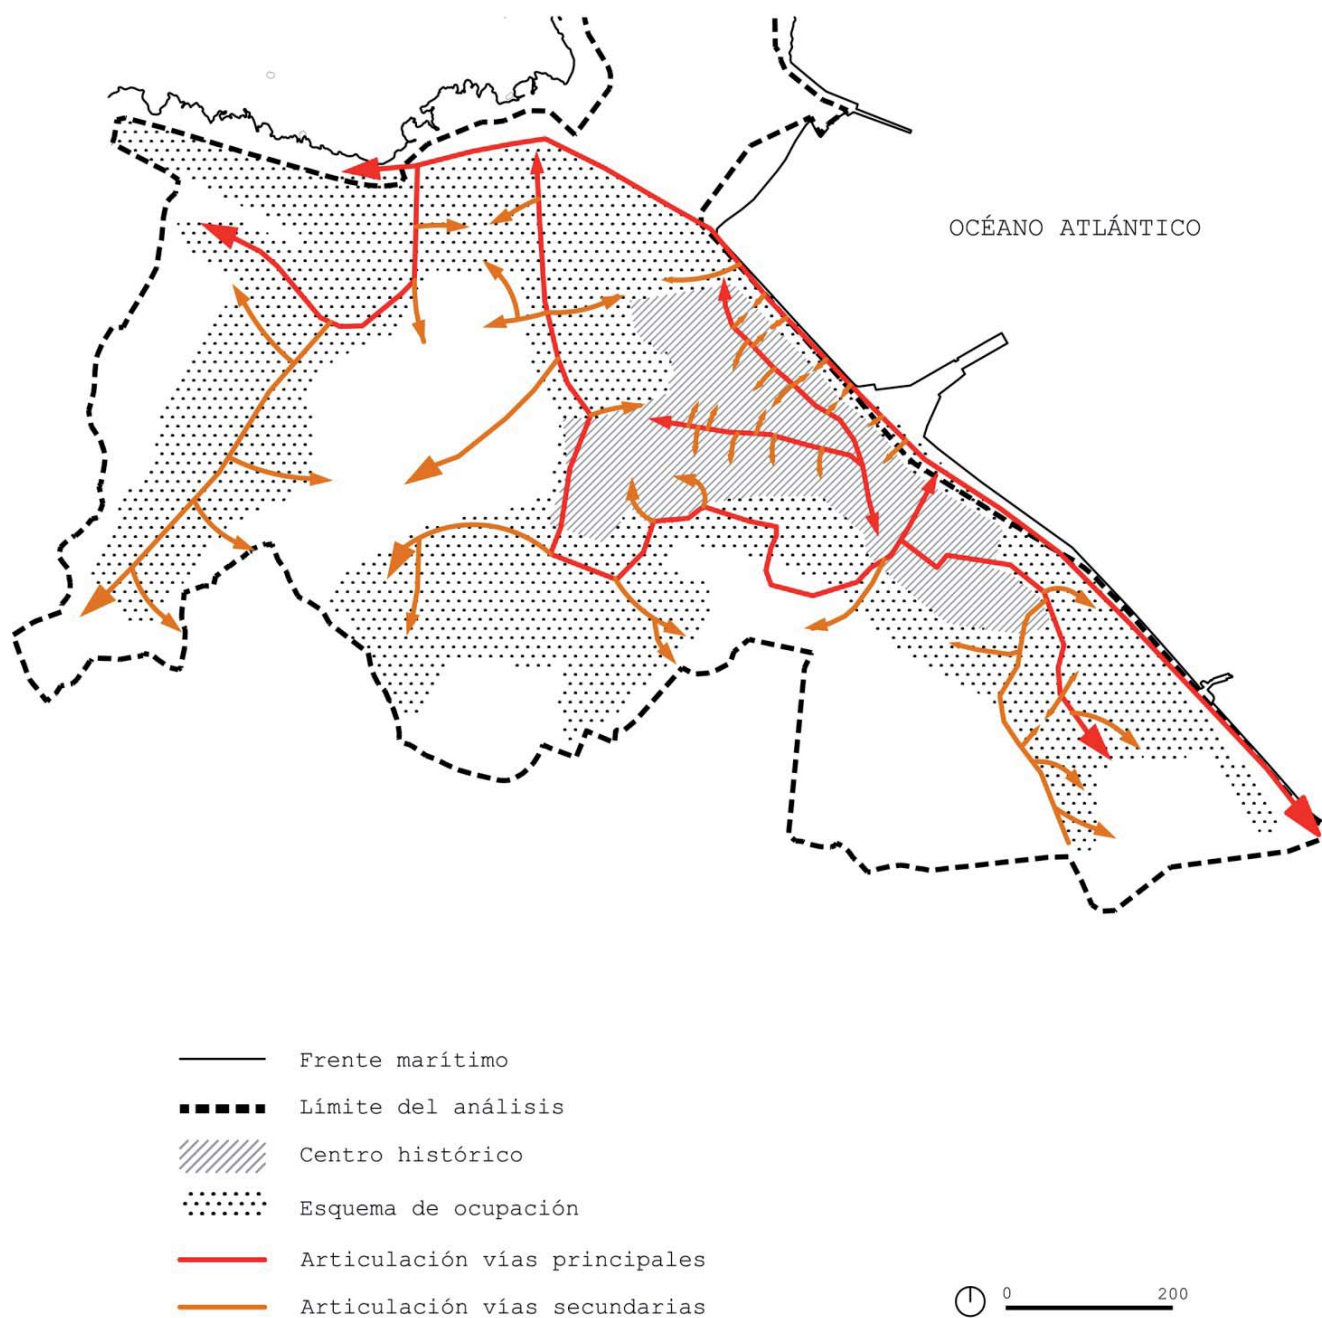 OCÉANO ATLÁNTICO
Frente marítimo
Límite del análisis
Centro histórico
Esquema de ocupación
Articulación vías principales
Articulación vías secundarias
0 200